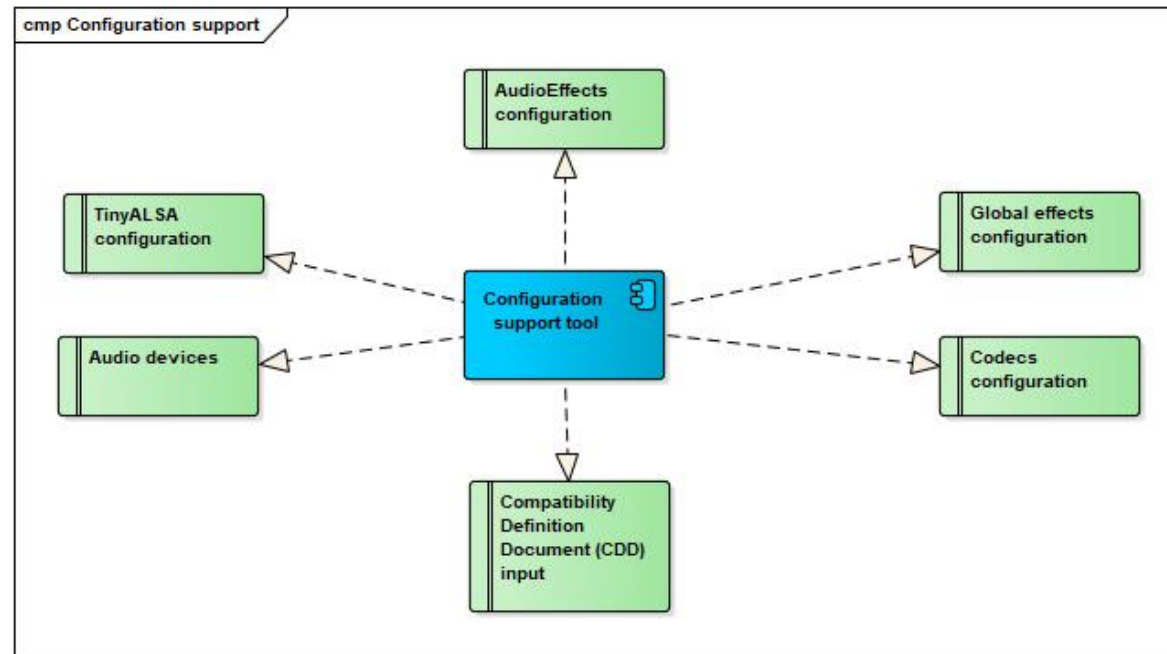 cmp Configuration support
AudioEffects
configuration
TinyALSA
configuration
Global effects
configuration
Configuration
support tool
Audio devices
Codecs
configuration
Compatibility
Definition
Document (CDD)
input